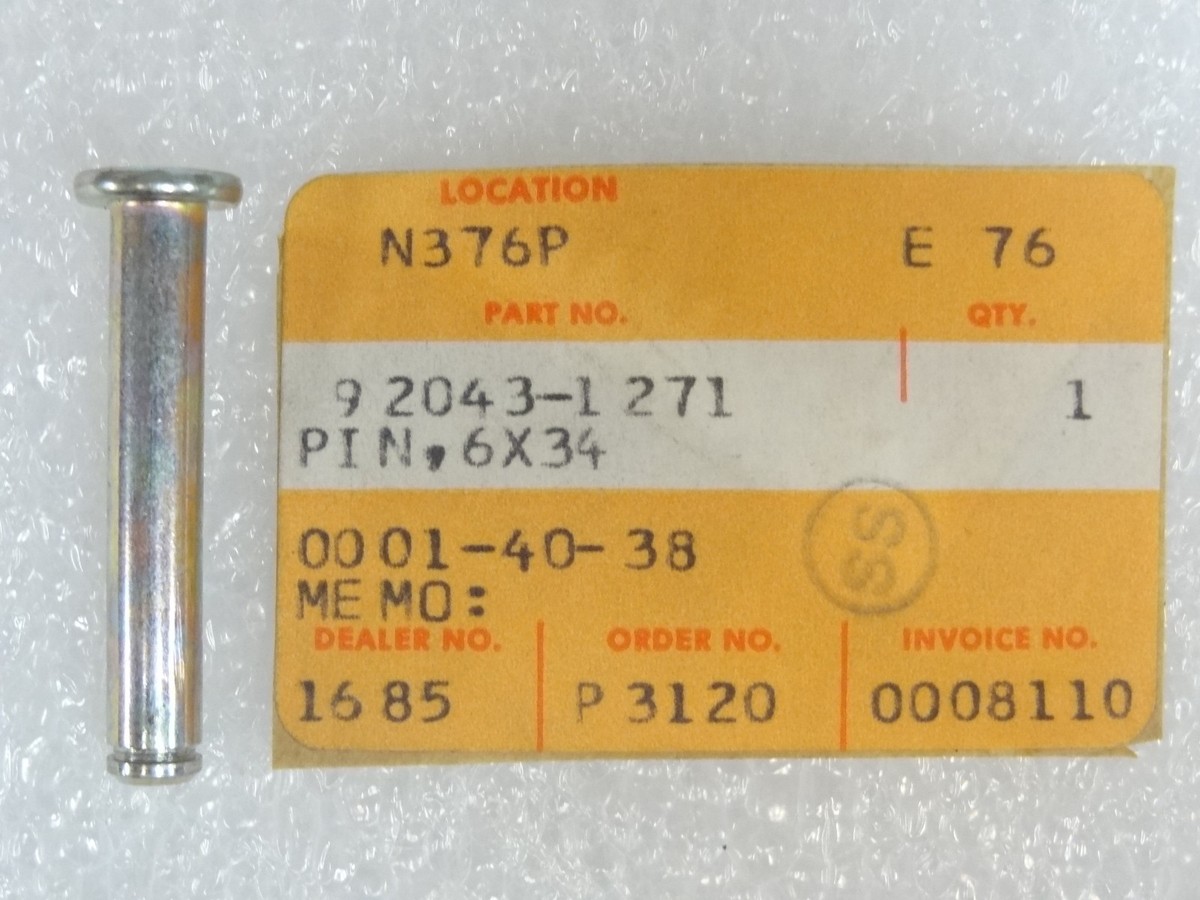 LOCATION
N376P E 76
PART NO. QTY.
92043-1271 1
PIN,6X34
0001-40-38
SS
MEMO:
DEALER NO. ORDER NO. INVOICE NO.
1685 P3120 0008110